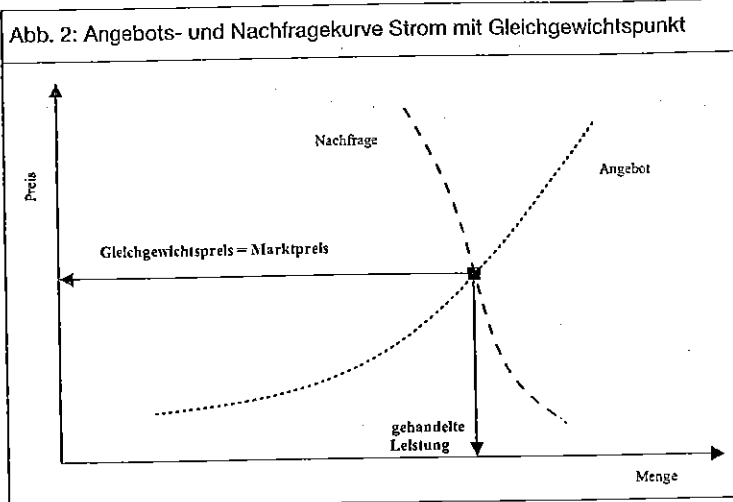 Abb. 2: Angebots- und Nachfragekurve Strom mit Gleichgewichtspunkt
Nachfrage
Angebot
Preis
Gleichgewichtspreis = Marktpreis
gehandelte
Leistung
Menge